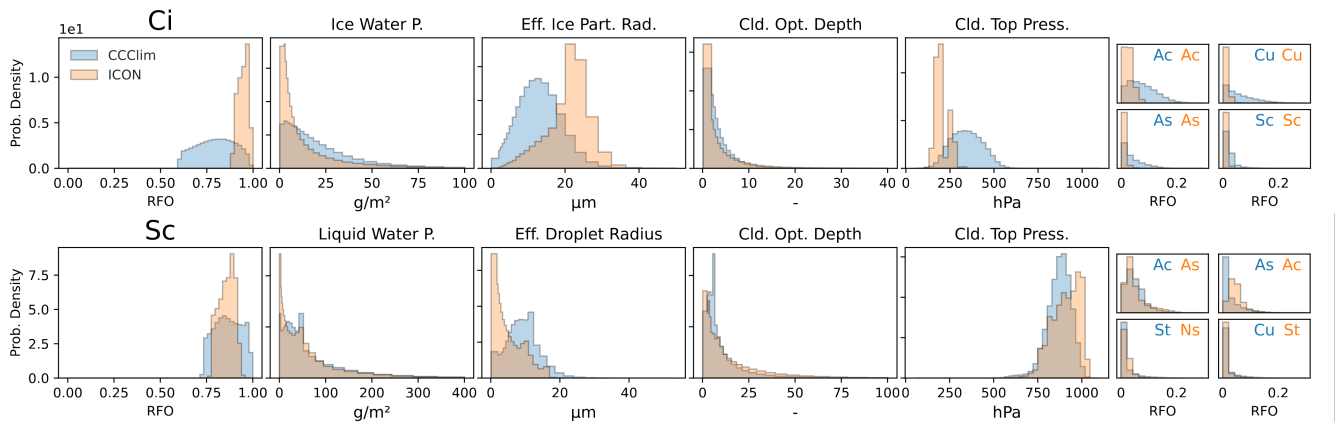 Ci
Ice Water P.
Eff. Ice Part. Rad.
Cld. Opt. Depth
Cld. Top Press.
1e1
CCClim
ICON
Prob. Density
1.0
0.5
0.0
0.00 0.25 0.50 0.75 1.00
RFO
0 25 50 75 100
g/m²
0 20 40
μm
0 10 20 30 40
-
0 250 500 750 1000
hPa
Ac Ac
Cu Cu
As As
Sc Sc
0 0.2
RFO
0 0.2
RFO
Sc
Liquid Water P.
Eff. Droplet Radius
Cld. Opt. Depth
Cld. Top Press.
Prob. Density
7.5
5.0
2.5
0.0
0.00 0.25 0.50 0.75 1.00
RFO
0 100 200 300 400
g/m²
0 20 40
μm
0 25 50 75 100
-
0 250 500 750 1000
hPa
Ac As
As Ac
St Ns
Cu St
0 0.2
RFO
0 0.2
RFO